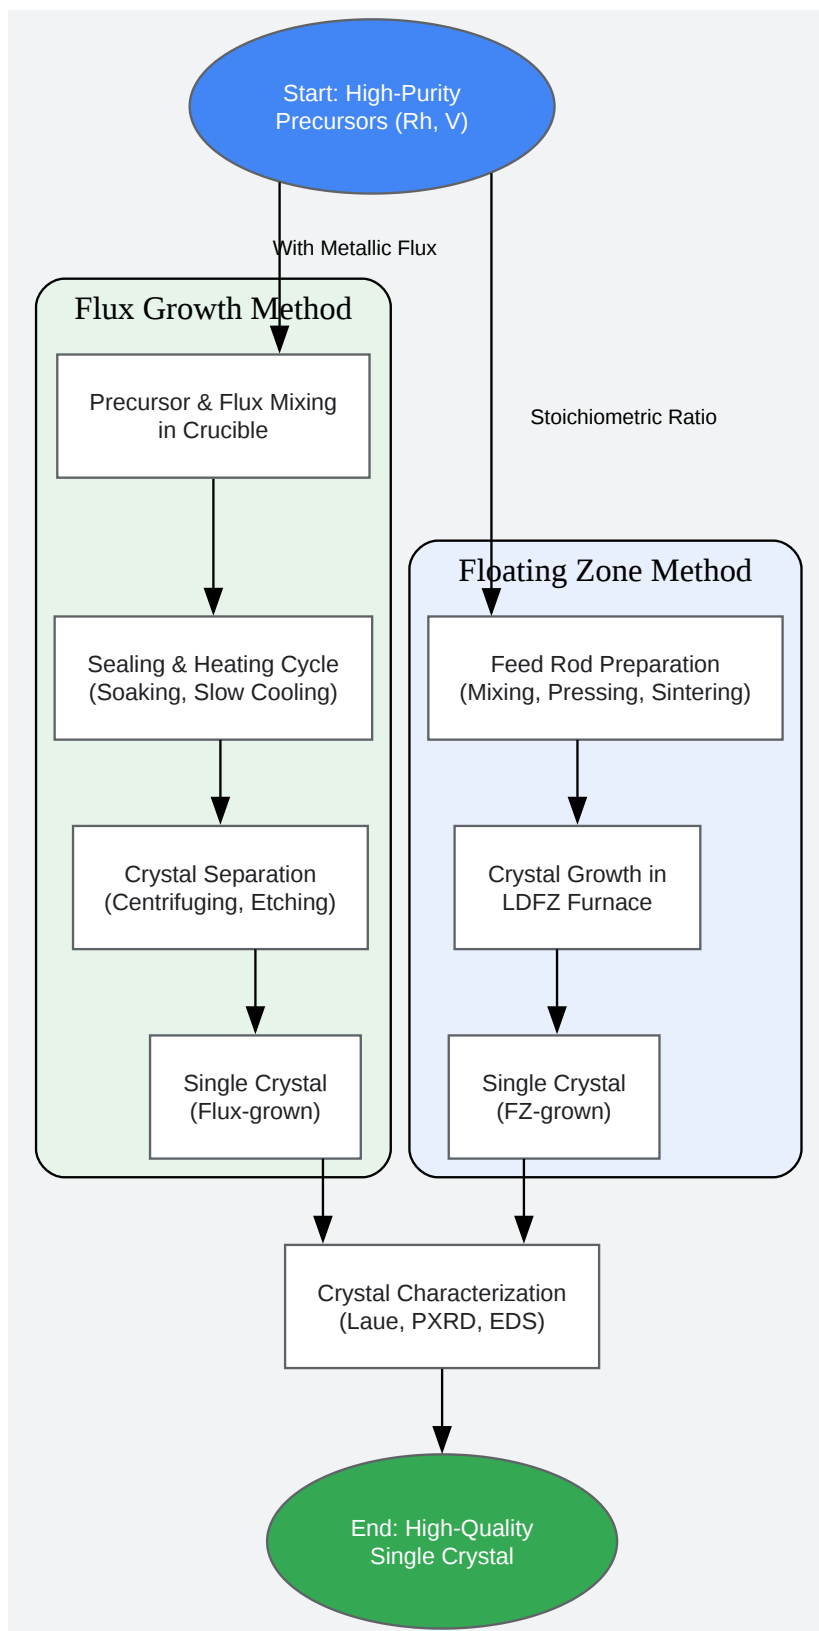 Start: High-Purity
Precursors (Rh, V)
With Metallic Flux
Flux Growth Method
Precursor & Flux Mixing
in Crucible
Stoichiometric Ratio
Floating Zone Method
Sealing & Heating Cycle
(Soaking, Slow Cooling)
Feed Rod Preparation
(Mixing, Pressing, Sintering)
Crystal Separation
(Centrifuging, Etching)
Crystal Growth in
LDFZ Furnace
Single Crystal
(Flux-grown)
Single Crystal
(FZ-grown)
Crystal Characterization
(Laue, PXRD, EDS)
End: High-Quality
Single Crystal